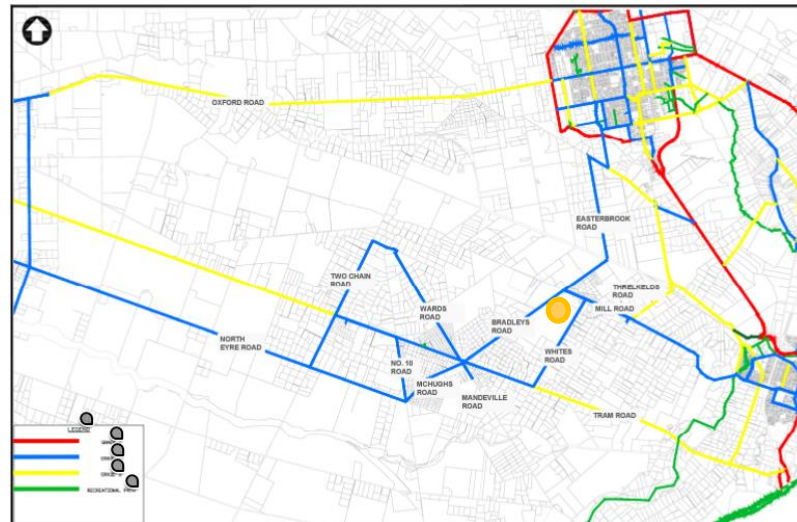 OXFORD ROAD
EASTERBROOK
ROAD
TWO CHAIN
ROAD
THRELKELDS
ROAD
MILL ROAD
WARDS
ROAD
BRADLEYS
ROAD
NORTH
EYRE ROAD
NO. 10
ROAD
WHITES
ROAD
MCHUGHS
ROAD
MANDEVILLE
ROAD
TRAM ROAD
LEGEND
RECREATIONAL